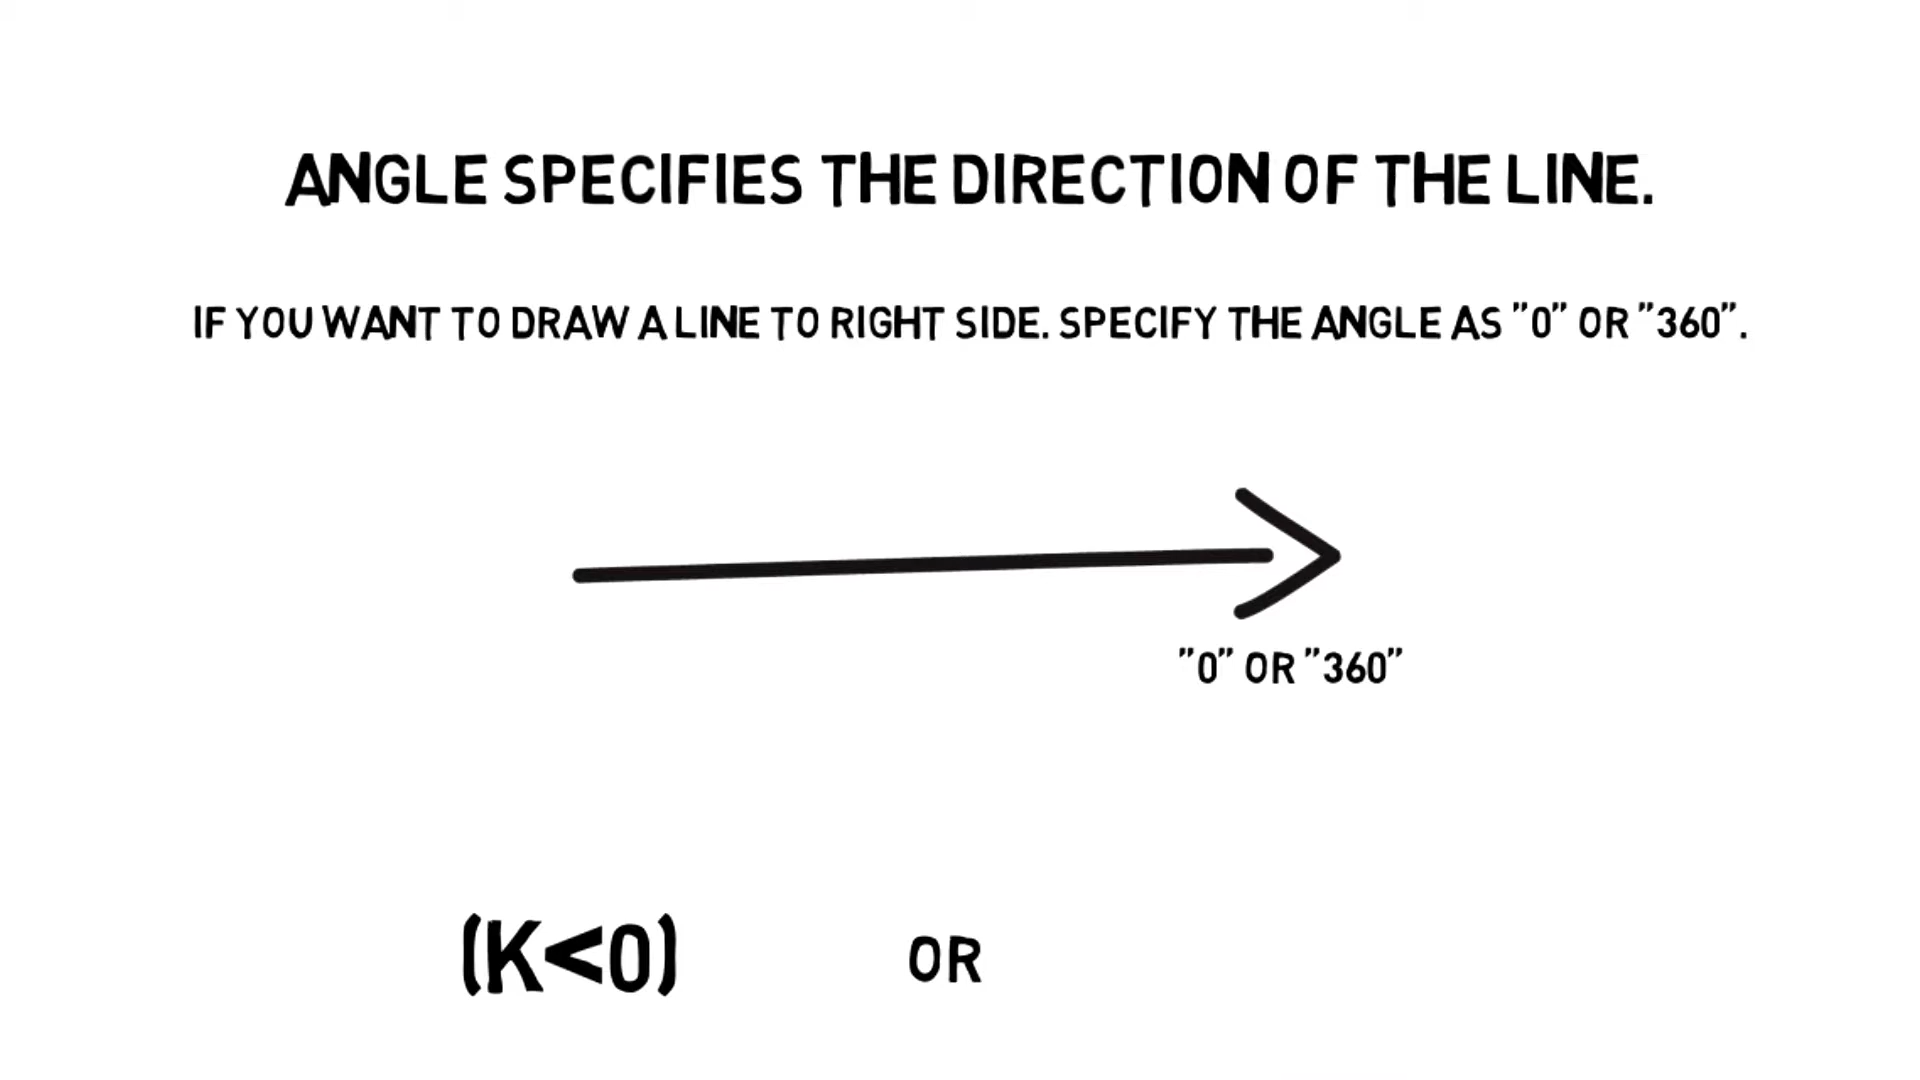 ANGLE SPECIFIES THE DIRECTION OF THE LINE.
IF YOU WANT TO DRAW A LINE TO RIGHT SIDE. SPECIFY THE ANGLE AS "0" OR "360".
"0" OR "360"
(K<0) OR